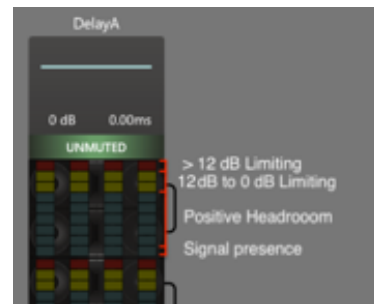 DelayA
0 dB 0.00ms
UNMUTED
> 12 dB Limiting
12dB to 0 dB Limiting
Positive Headrooom
Signal presence